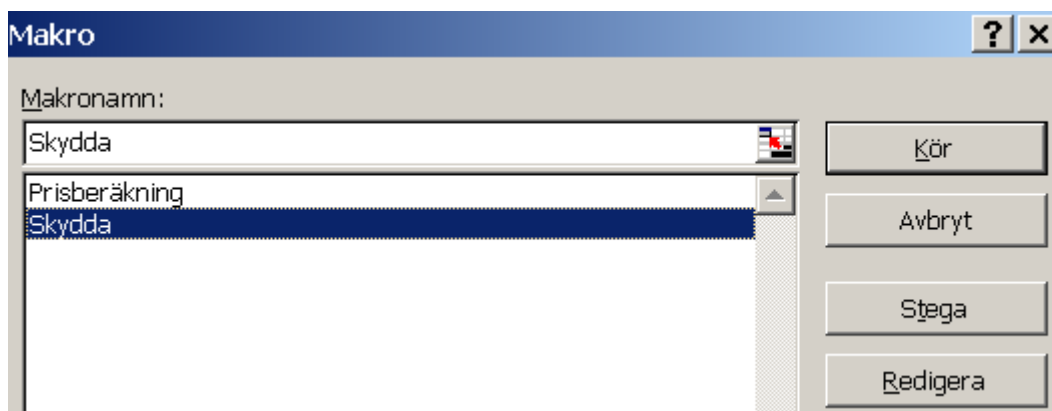 Makro
Makronamn:
Skydda
Prisberäkning
Skydda
Kör
Avbryt
Stega
Redigera